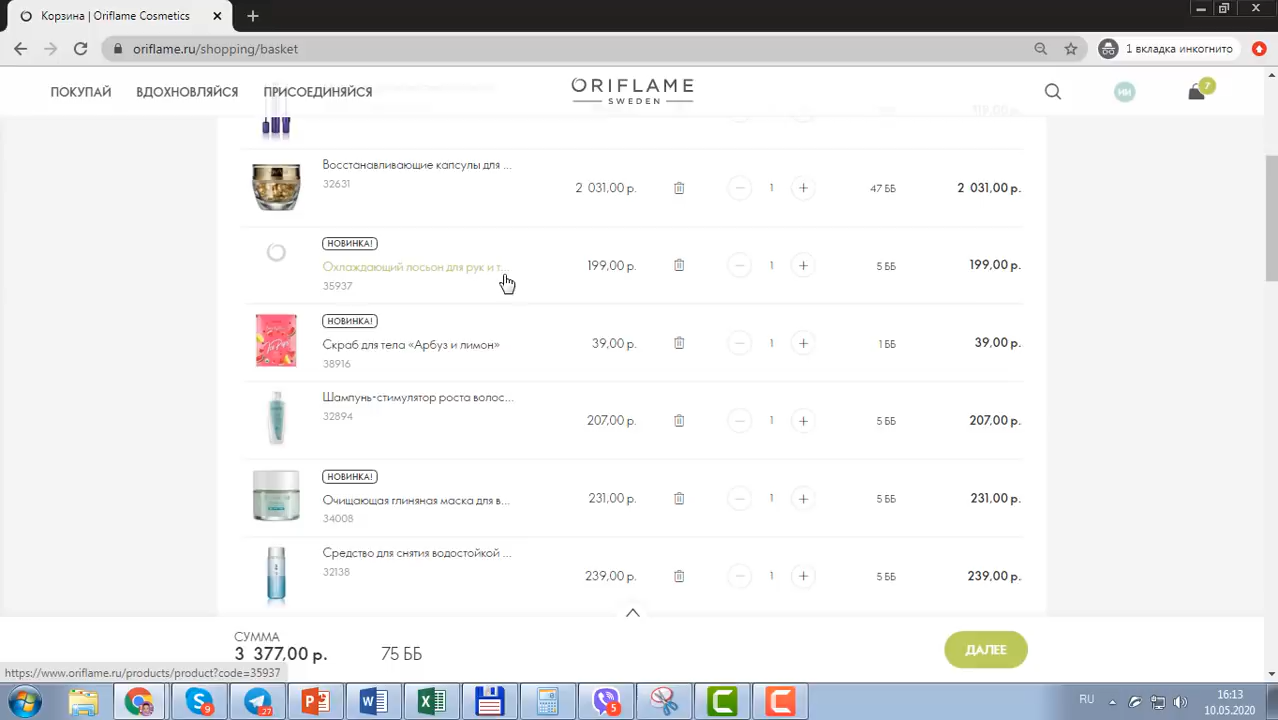 Корзина | Oriflame Cosmetics
oriflame.ru/shopping/basket
1 вкладка инкогнито
ПОКУПАЙ ВДОХНОВЛЯЙСЯ ПРИСОЕДИНЯЙСЯ
ORIFLAME
SWEDEN
НИ
7
119,00 р.
Восстанавливающие капсулы для ...
32631
2 031,00 р. 1 47 ББ 2 031,00 р.
НОВИНКА!
Охлаждающий лосьон для рук и т...
35937
199,00 р. 1 5 ББ 199,00 р.
НОВИНКА!
Скраб для тела «Арбуз и лимон»
38916
39,00 р. 1 1 ББ 39,00 р.
Шампунь-стимулятор роста волос...
32894
207,00 р. 1 5 ББ 207,00 р.
НОВИНКА!
Очищающая глиняная маска для в...
34008
231,00 р. 1 5 ББ 231,00 р.
Средство для снятия водостойкой ...
32138
239,00 р. 1 5 ББ 239,00 р.
СУММА
3 377,00 р. 75 ББ
ДАЛЕЕ
https://www.oriflame.ru/products/product?code=35937
RU
16:13
10.05.2020